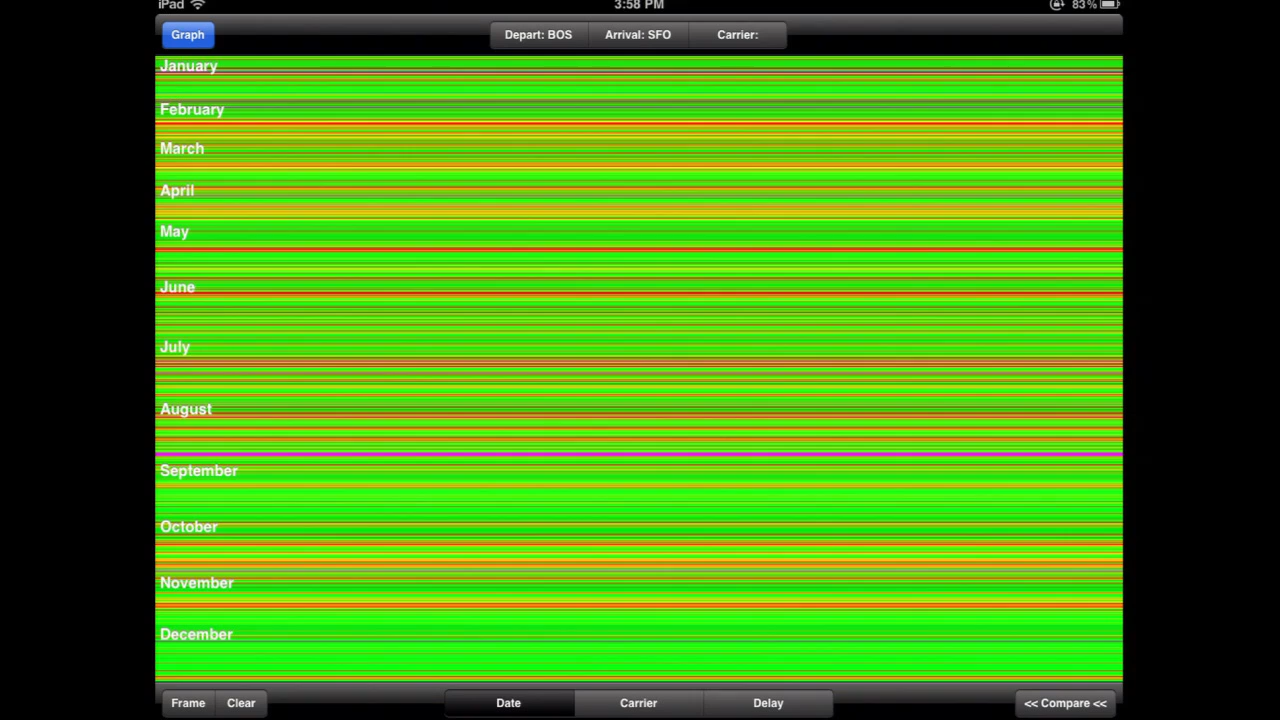 iPad 3:58 PM 83%
Graph Depart: BOS Arrival: SFO Carrier:
January
February
March
April
May
June
July
August
September
October
November
December
Frame Clear Date Carrier Delay << Compare <<